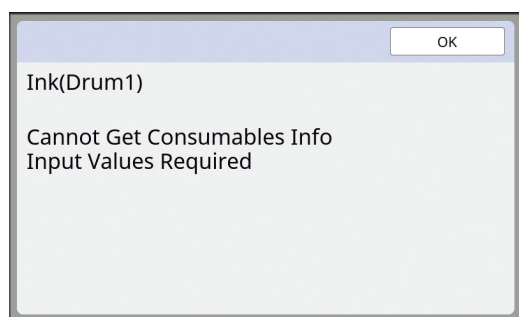 OK
Ink(Drum1)
Cannot Get Consumables Info
Input Values Required